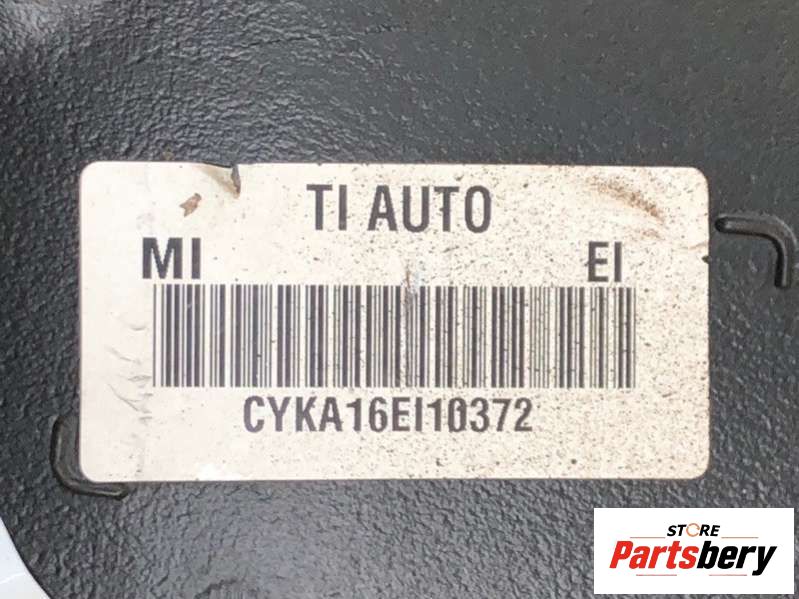 TI AUTO
MI EI
CYKA16EI10372
STORE
Partsbery